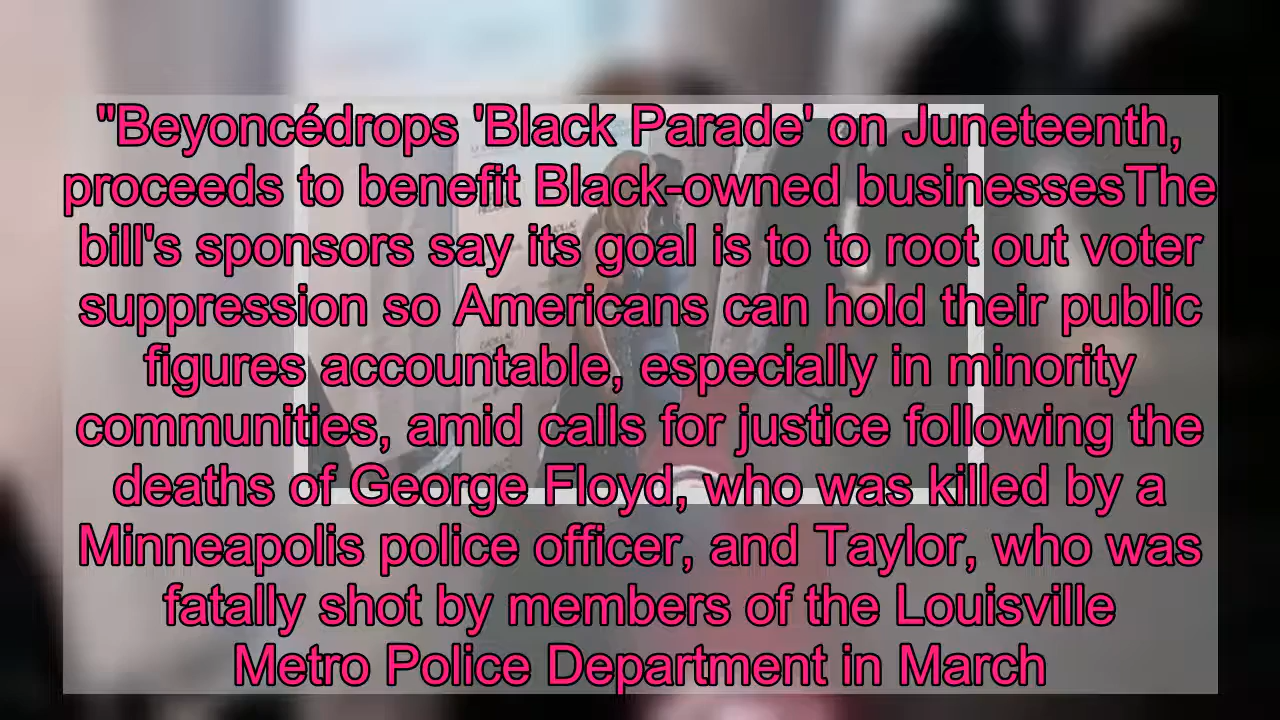 "Beyoncédrops 'Black Parade' on Juneteenth,
proceeds to benefit Black-owned businessesThe
bill's sponsors say its goal is to to root out voter
suppression so Americans can hold their public
figures accountable, especially in minority
communities, amid calls for justice following the
deaths of George Floyd, who was killed by a
Minneapolis police officer, and Taylor, who was
fatally shot by members of the Louisville
Metro Police Department in March